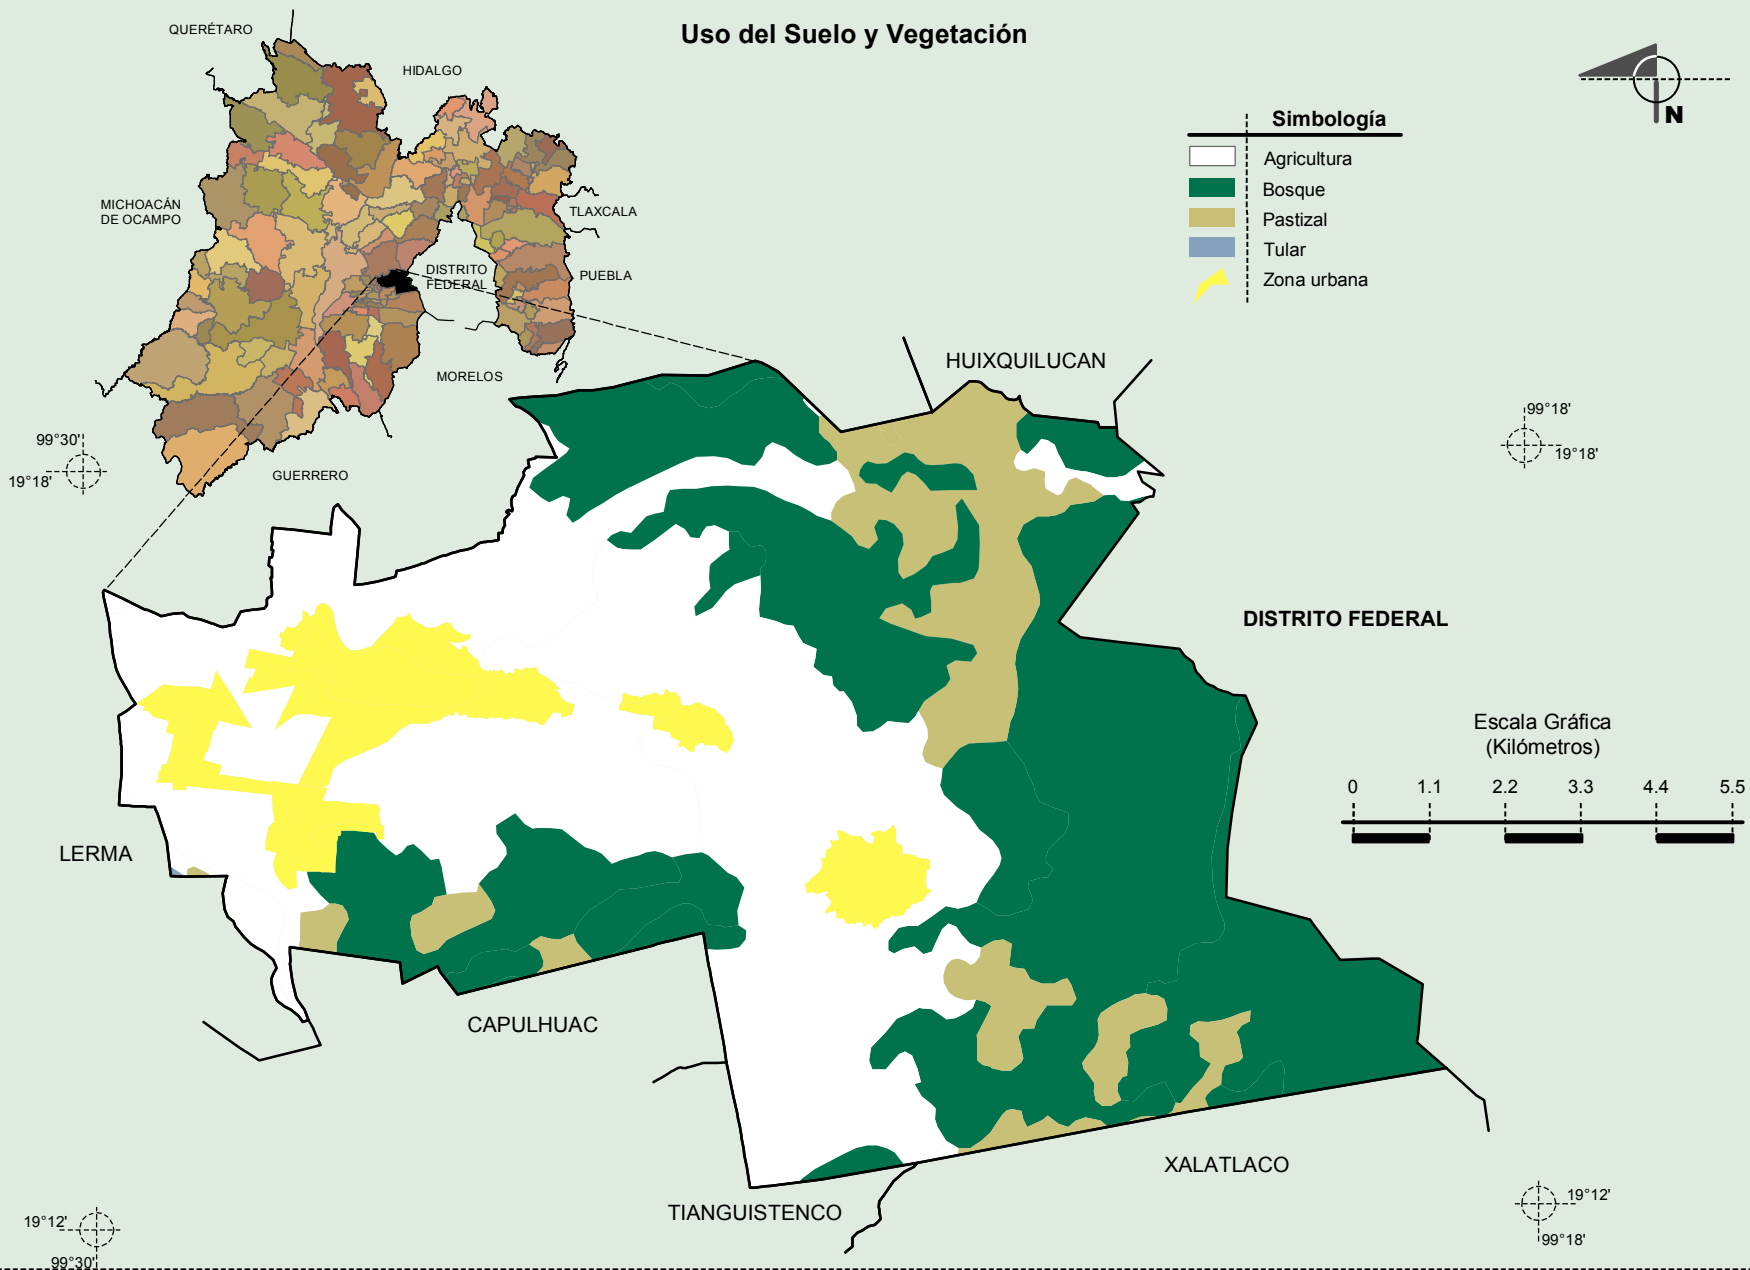 Uso del Suelo y Vegetación
QUERÉTARO
HIDALGO
MICHOACÁN
DE OCAMPO
TLAXCALA
DISTRITO
FEDERAL
PUEBLA
MORELOS
GUERRERO
N
Simbología
Agricultura
Bosque
Pastizal
Tular
Zona urbana
HUIXQUILUCAN
99°30'
19°18'
99°18'
19°18'
DISTRITO FEDERAL
Escala Gráfica
(Kilómetros)
0 1.1 2.2 3.3 4.4 5.5
LERMA
CAPULHUAC
XALATLACO
TIANGUISTENCO
19°12'
99°30'
19°12'
99°18'